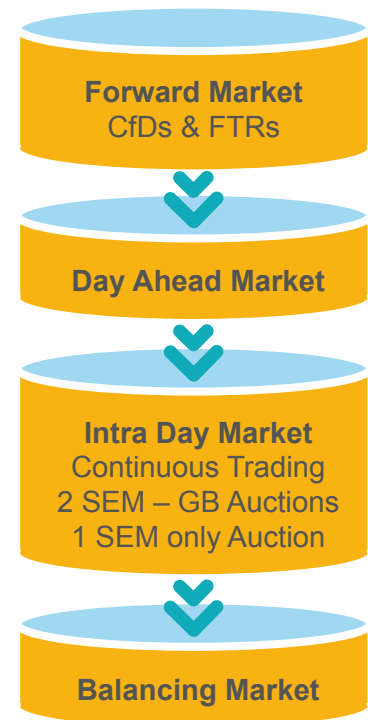 Forward Market
CfDs & FTRs
Day Ahead Market
Intra Day Market
Continuous Trading
2 SEM – GB Auctions
1 SEM only Auction
Balancing Market